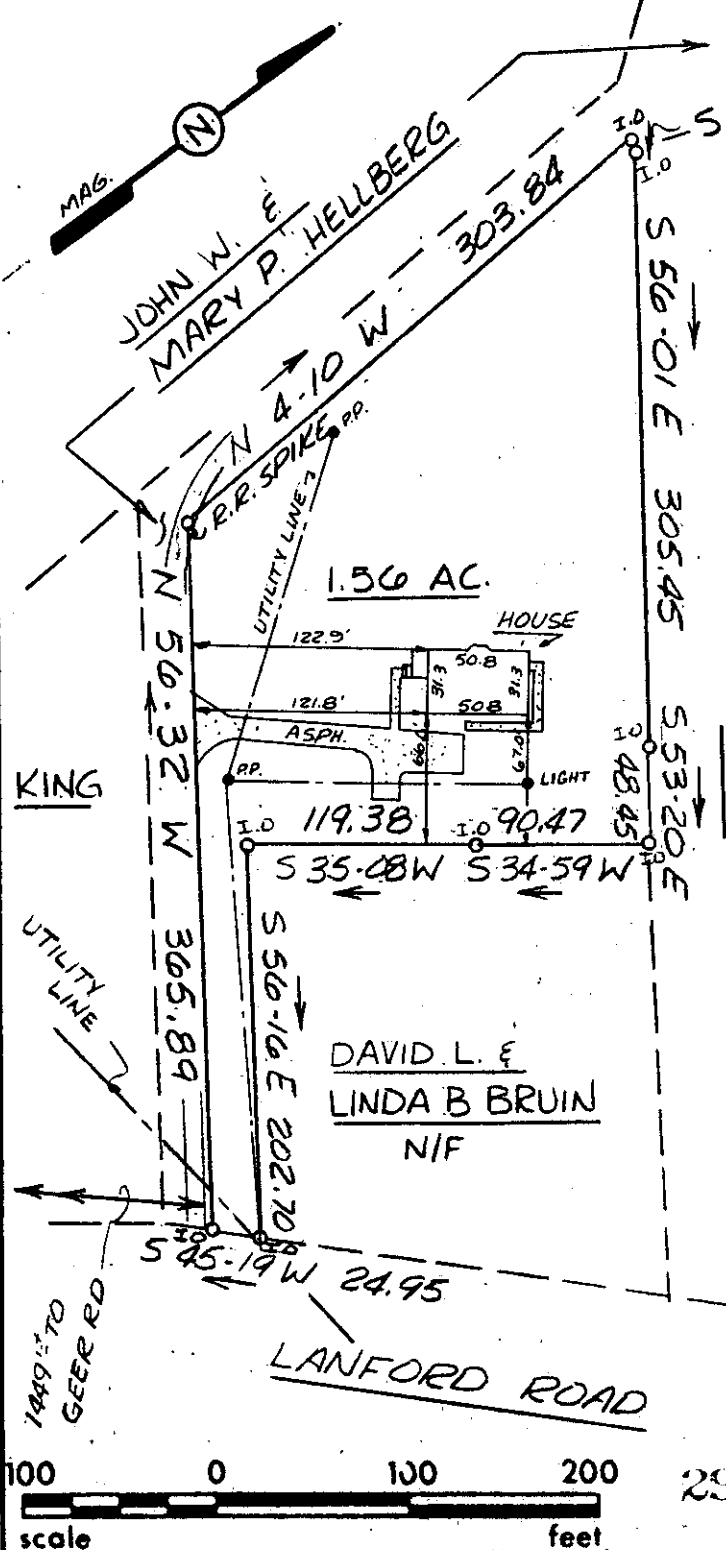 MAG.
N
JOHN W. &
MARY P. HELLBERG
I.O
S
I.O
N 4-10 W 303.84
R.R. SPIKE
P.P.
UTILITY LINE
S 56-01 E 305.45
1.56 AC.
HOUSE
122.9'
50.8
31.3
31.3
121.8'
50.8
ASPH.
67.0'
N 56-32 W 365.89
KING
P.P.
LIGHT
I.O
S 53-20 E
48.45
I.O
119.38
I.O
90.47
I.O
S 35-08 W
S 34-59 W
S 56-16 E 202.70
UTILITY
LINE
DAVID L. &
LINDA B BRUIN
N/F
I.O
I.O
S 45-19 W 24.95
1449'± TO
GEER RD
LANFORD ROAD
100 0 100 200
scale feet